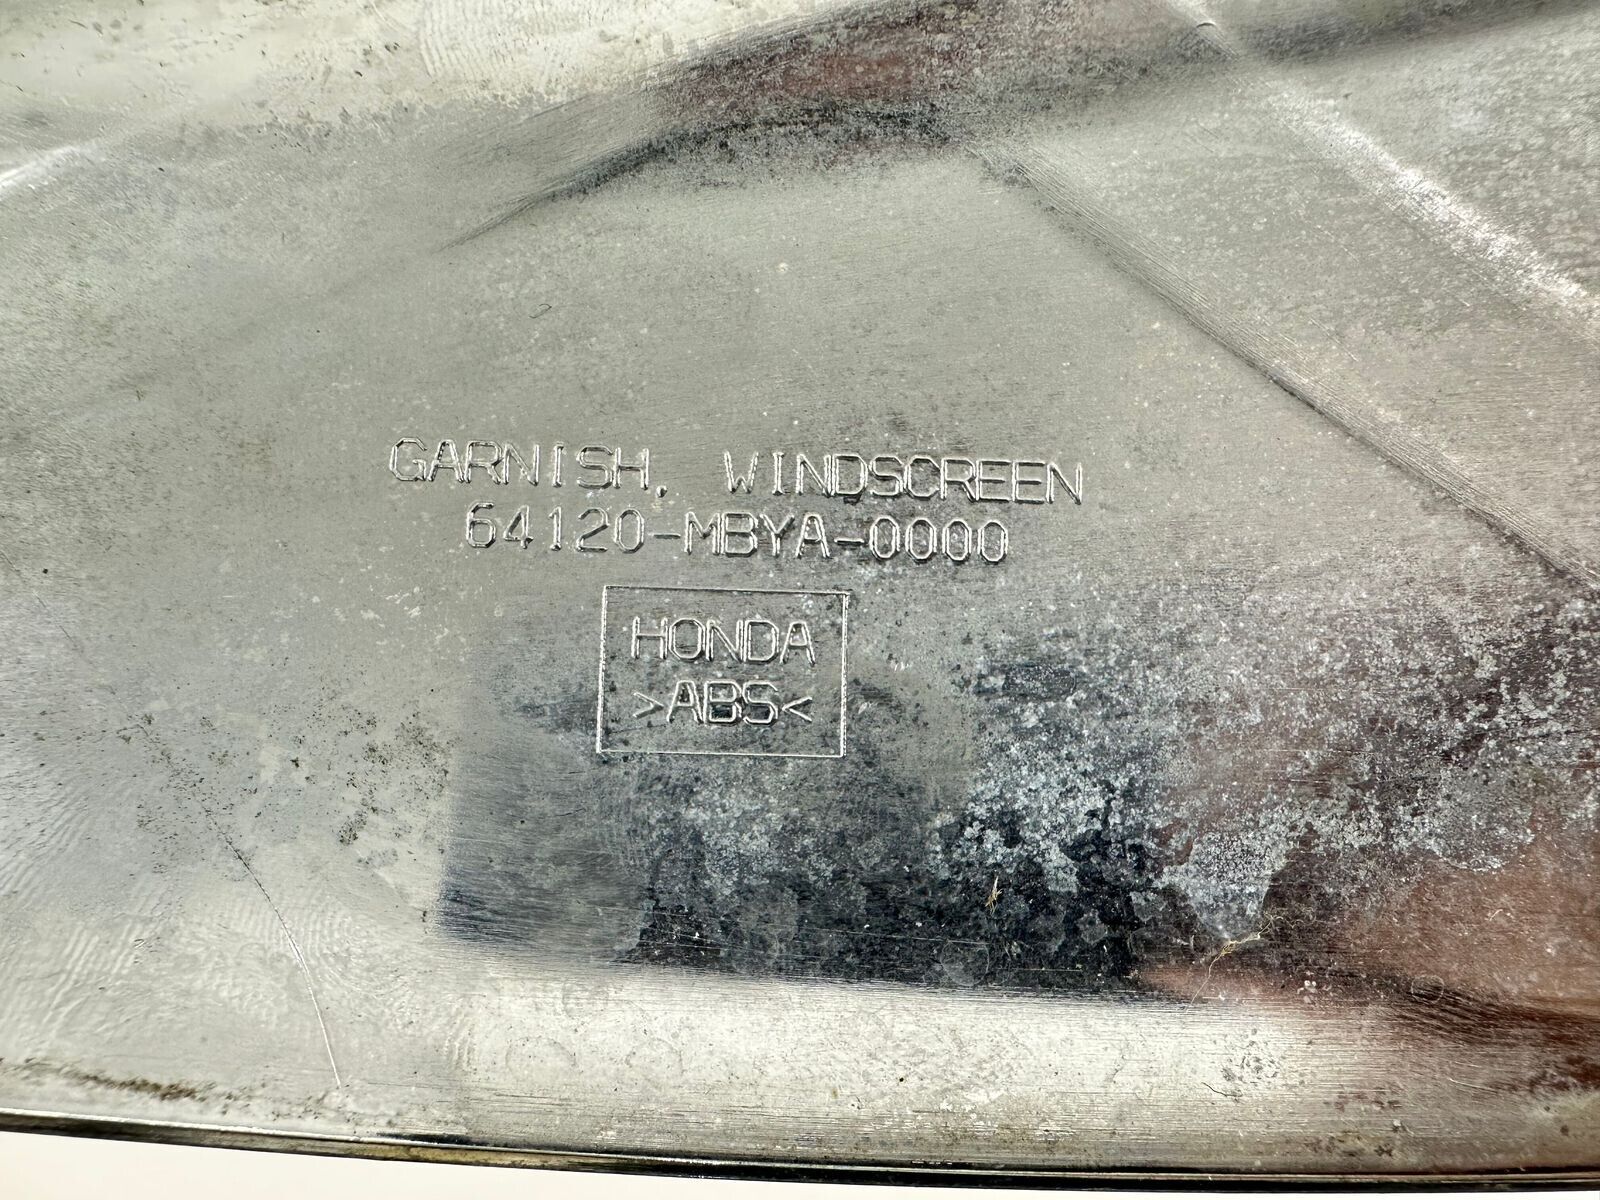 GARNISH, WINDSCREEN
64120-MBYA-0000
HONDA
>ABS<